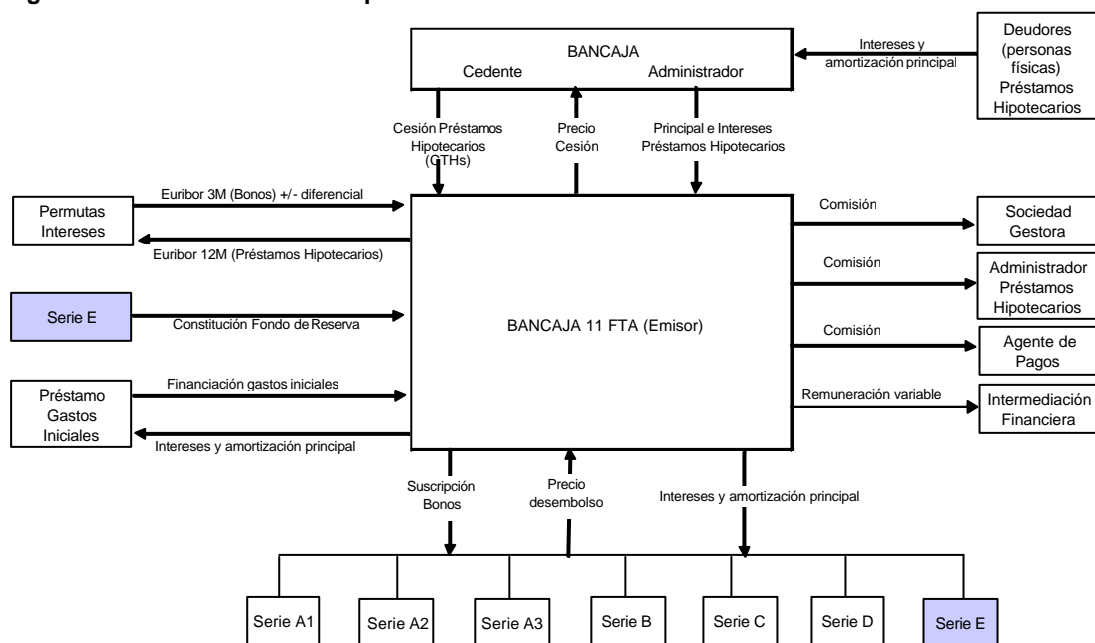 BANCAJA
Cedente
Administrador
Intereses y
amortización principal
Deudores
(personas
físicas)
Préstamos
Hipotecarios
Cesión Préstamos
Hipotecarios
(CTHs)
Precio
Cesión
Principal e Intereses
Préstamos Hipotecarios
Permutas
Intereses
Euribor 3M (Bonos) +/- diferencial
Euribor 12M (Préstamos Hipotecarios)
Serie E
Constitución Fondo de Reserva
Préstamo
Gastos
Iniciales
Financiación gastos iniciales
Intereses y amortización principal
BANCAJA 11 FTA (Emisor)
Comisión
Sociedad
Gestora
Comisión
Administrador
Préstamos
Hipotecarios
Comisión
Agente de
Pagos
Remuneración variable
Intermediación
Financiera
Suscripción
Bonos
Precio
desembolso
Intereses y amortización principal
Serie A1
Serie A2
Serie A3
Serie B
Serie C
Serie D
Serie E